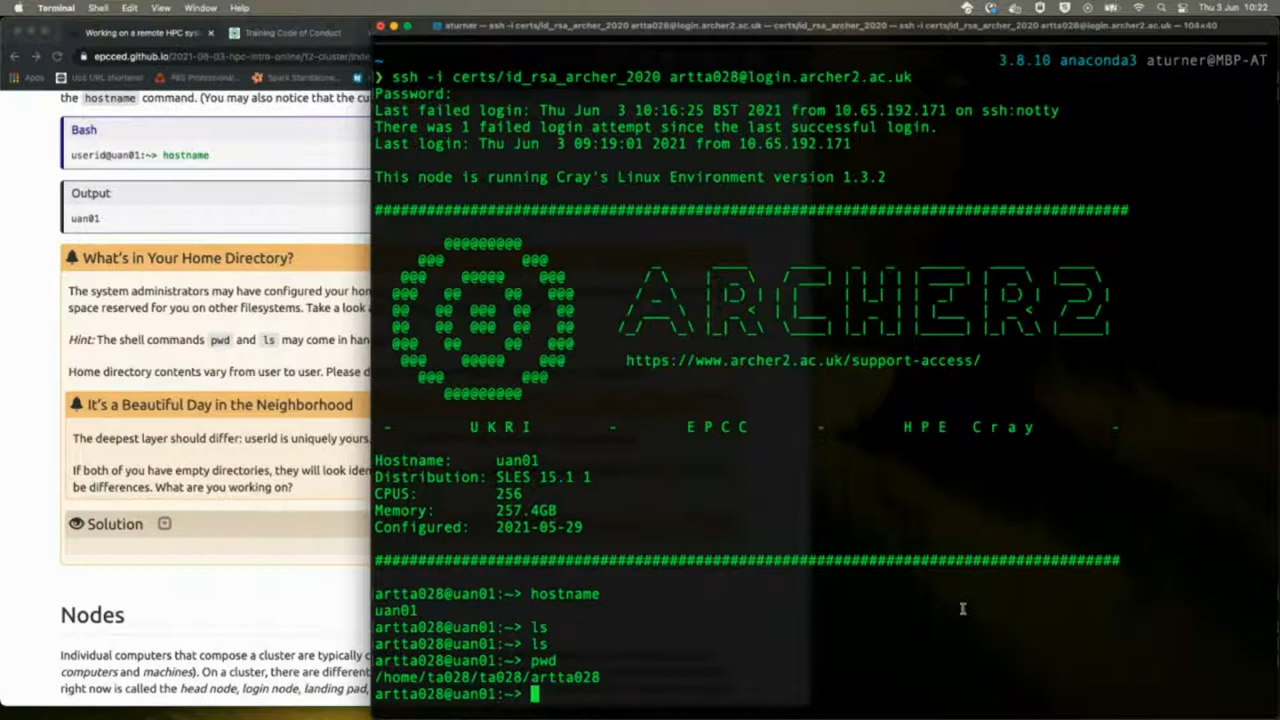 Terminal Shell Edit View Window Help
Thu 3 Jun 10:22
Working on a remote HPC sys
Training Code of Conduct
epcced.github.io/2021-06-03-hpc-intro-online/12-cluster/inde
Apps
Spark Standalone...
the hostname command. (You may also notice that the cu
Bash
userid@uan01:~> hostname
Output
uan01
What's in Your Home Directory?
The system administrators may have configured your hom
space reserved for you on other filesystems. Take a look
Hint: The shell commands pwd and ls may come in han
Home directory contents vary from user to user. Please d
It's a Beautiful Day in the Neighborhood
The deepest layer should differ: userid is uniquely yours.
If both of you have empty directories, they will look iden
be differences. What are you working on?
Solution
Nodes
Individual computers that compose a cluster are typically c
computers and machines). On a cluster, there are different
right now is called the head node, login node, landing pad,
aturner — ssh -i certs/id_rsa_archer_2020 artta028@login.archer2.ac.uk — certs/id_rsa_archer_2020 — ssh -i certs/id_rsa_archer_2020 artta028@login.archer2.ac.uk — 104×40
~
3.8.10 anaconda3 aturner@MBP-AT
❯ ssh -i certs/id_rsa_archer_2020 artta028@login.archer2.ac.uk
Password:
Last failed login: Thu Jun  3 10:16:25 BST 2021 from 10.65.192.171 on ssh:notty
There was 1 failed login attempt since the last successful login.
Last login: Thu Jun  3 09:19:01 2021 from 10.65.192.171
This node is running Cray's Linux Environment version 1.3.2
ARCHER2
https://www.archer2.ac.uk/support-access/
- U K R I - E P C C - H P E C r a y -
Hostname: uan01
Distribution: SLES 15.1 1
CPUS: 256
Memory: 257.4GB
Configured: 2021-05-29
artta028@uan01:~> hostname
uan01
artta028@uan01:~> ls
artta028@uan01:~> ls
artta028@uan01:~> pwd
/home/ta028/ta028/artta028
artta028@uan01:~>